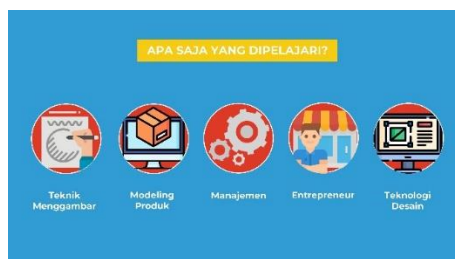 APA SAJA YANG DIPELAJARI?
Teknik
Menggambar
Modeling
Produk
Manajemen
Entrepreneur
Teknologi
Desain